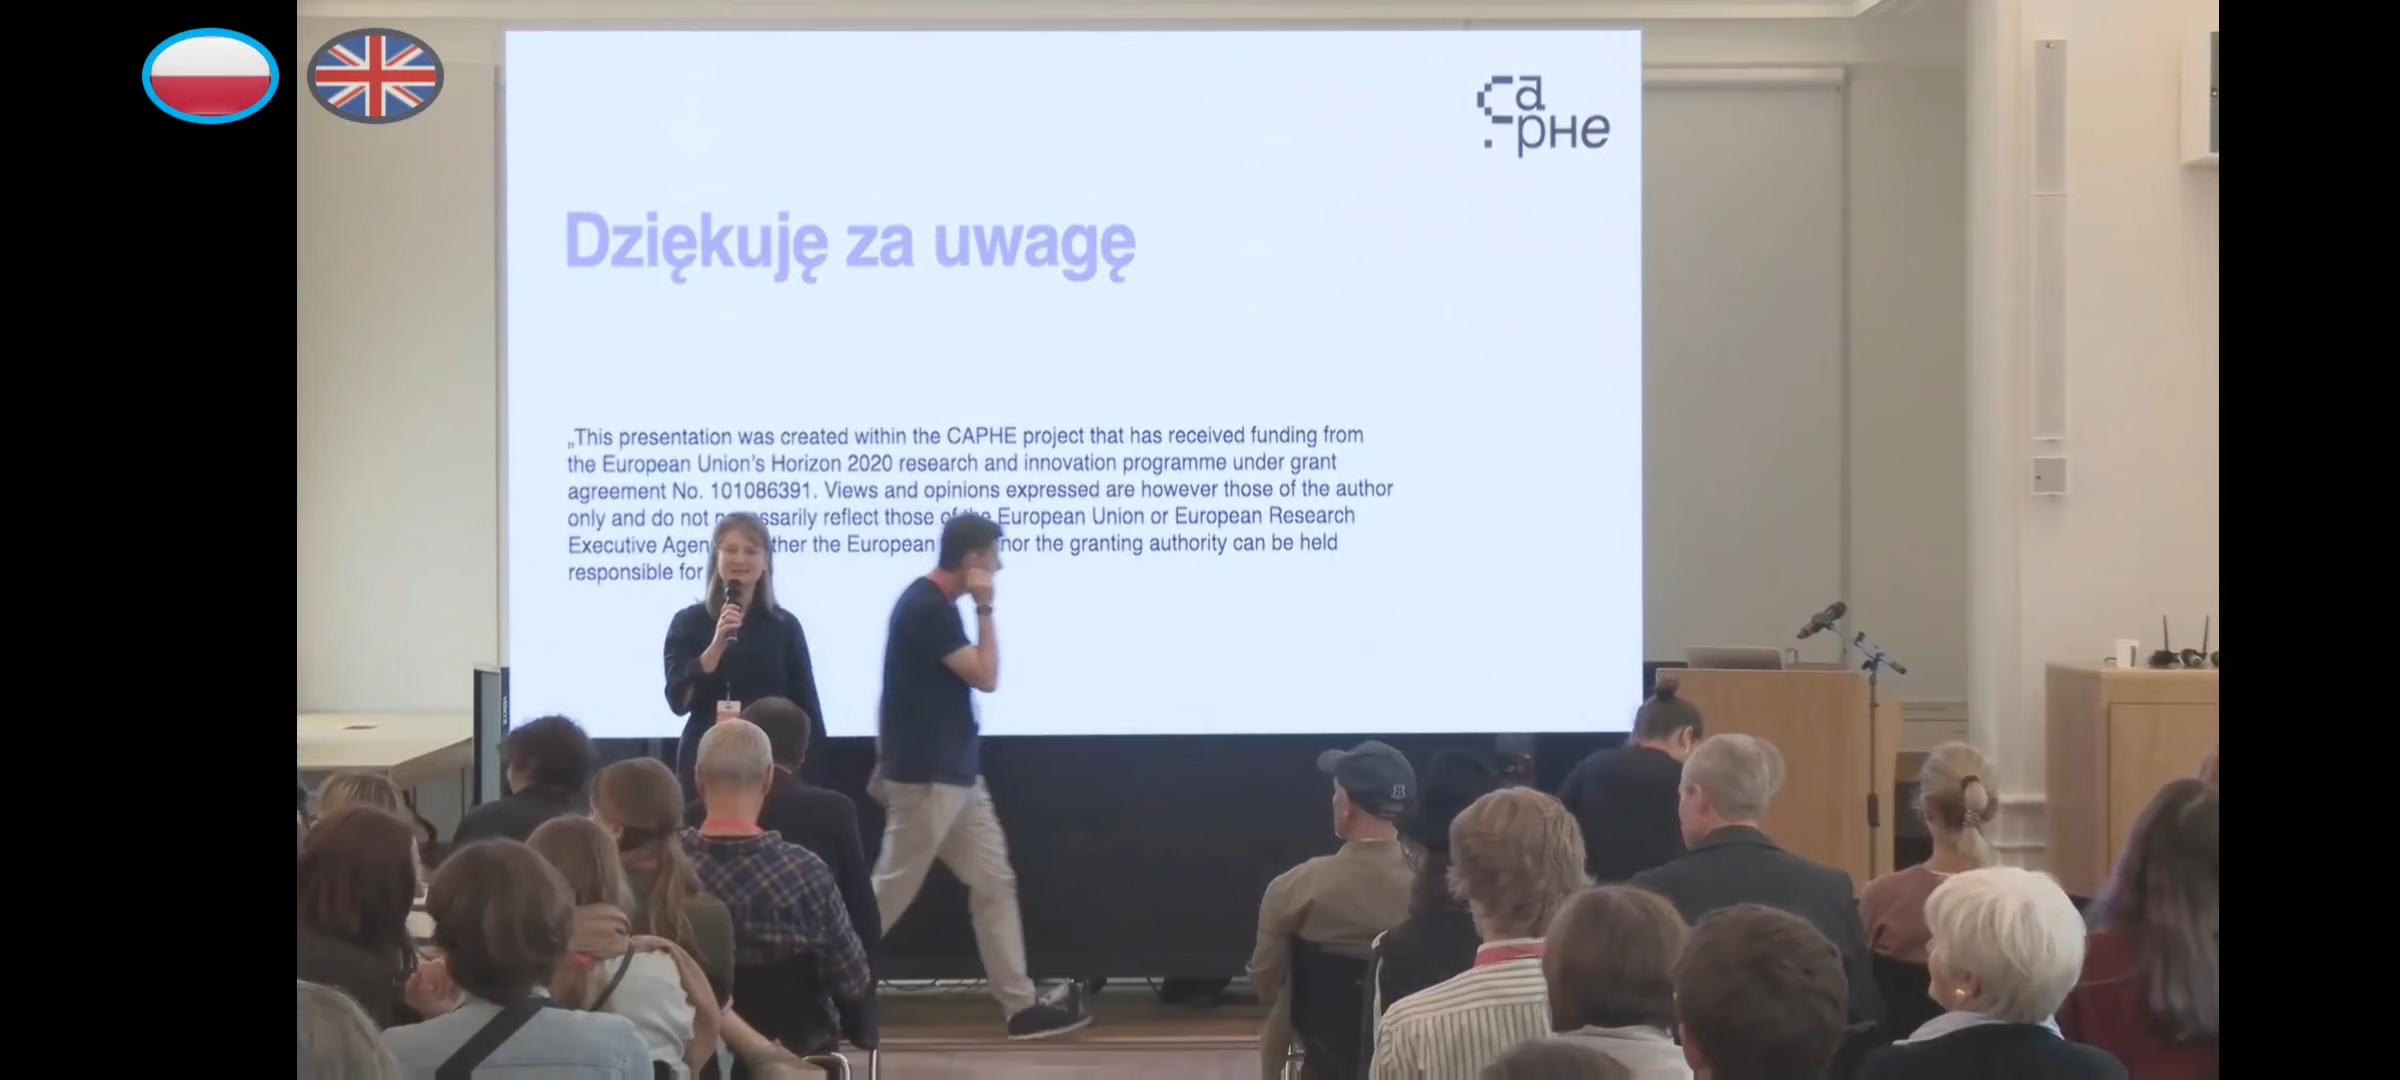 Ca
pHe
Dziękuję za uwagę
„This presentation was created within the CAPHE project that has received funding from
the European Union's Horizon 2020 research and innovation programme under grant
agreement No. 101086391. Views and opinions expressed are however those of the author
only and do not reflect those European Union or European Research
Executive the European nor the granting authority can be held
responsible for